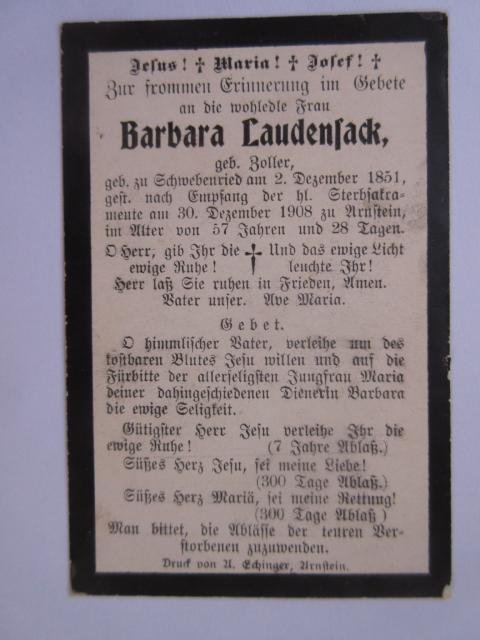 Jesus! † Maria! † Josef! †
Zur frommen Erinnerung im Gebete
an die wohledle Frau
Barbara Laudensack,
geb. Zoller,
geb. zu Schwebenried am 2. Dezember 1851,
gest. nach Empfang der hl. Sterbsakra-
mente am 30. Dezember 1908 zu Arnstein,
im Alter von 57 Jahren und 28 Tagen.
O Herr, gib Ihr die † Und das ewige Licht
ewige Ruhe! leuchte Ihr!
Herr laß Sie ruhen in Frieden, Amen.
Vater unser. Ave Maria.
Gebet.
O himmlischer Vater, verleihe um des
kostbaren Blutes Jesu willen und auf die
Fürbitte der allerseligsten Jungfrau Maria
deiner dahingeschiedenen Dienerin Barbara
die ewige Seligkeit.
Gütigster Herr Jesu verleihe Ihr die
ewige Ruhe! (7 Jahre Ablaß.)
Süßes Herz Jesu, sei meine Liebe!
(300 Tage Ablaß.)
Süßes Herz Mariä, sei meine Rettung!
(300 Tage Ablaß)
Man bittet, die Ablässe der teuren Ver-
storbenen zuzuwenden.
Druck von A. Echinger, Arnstein.